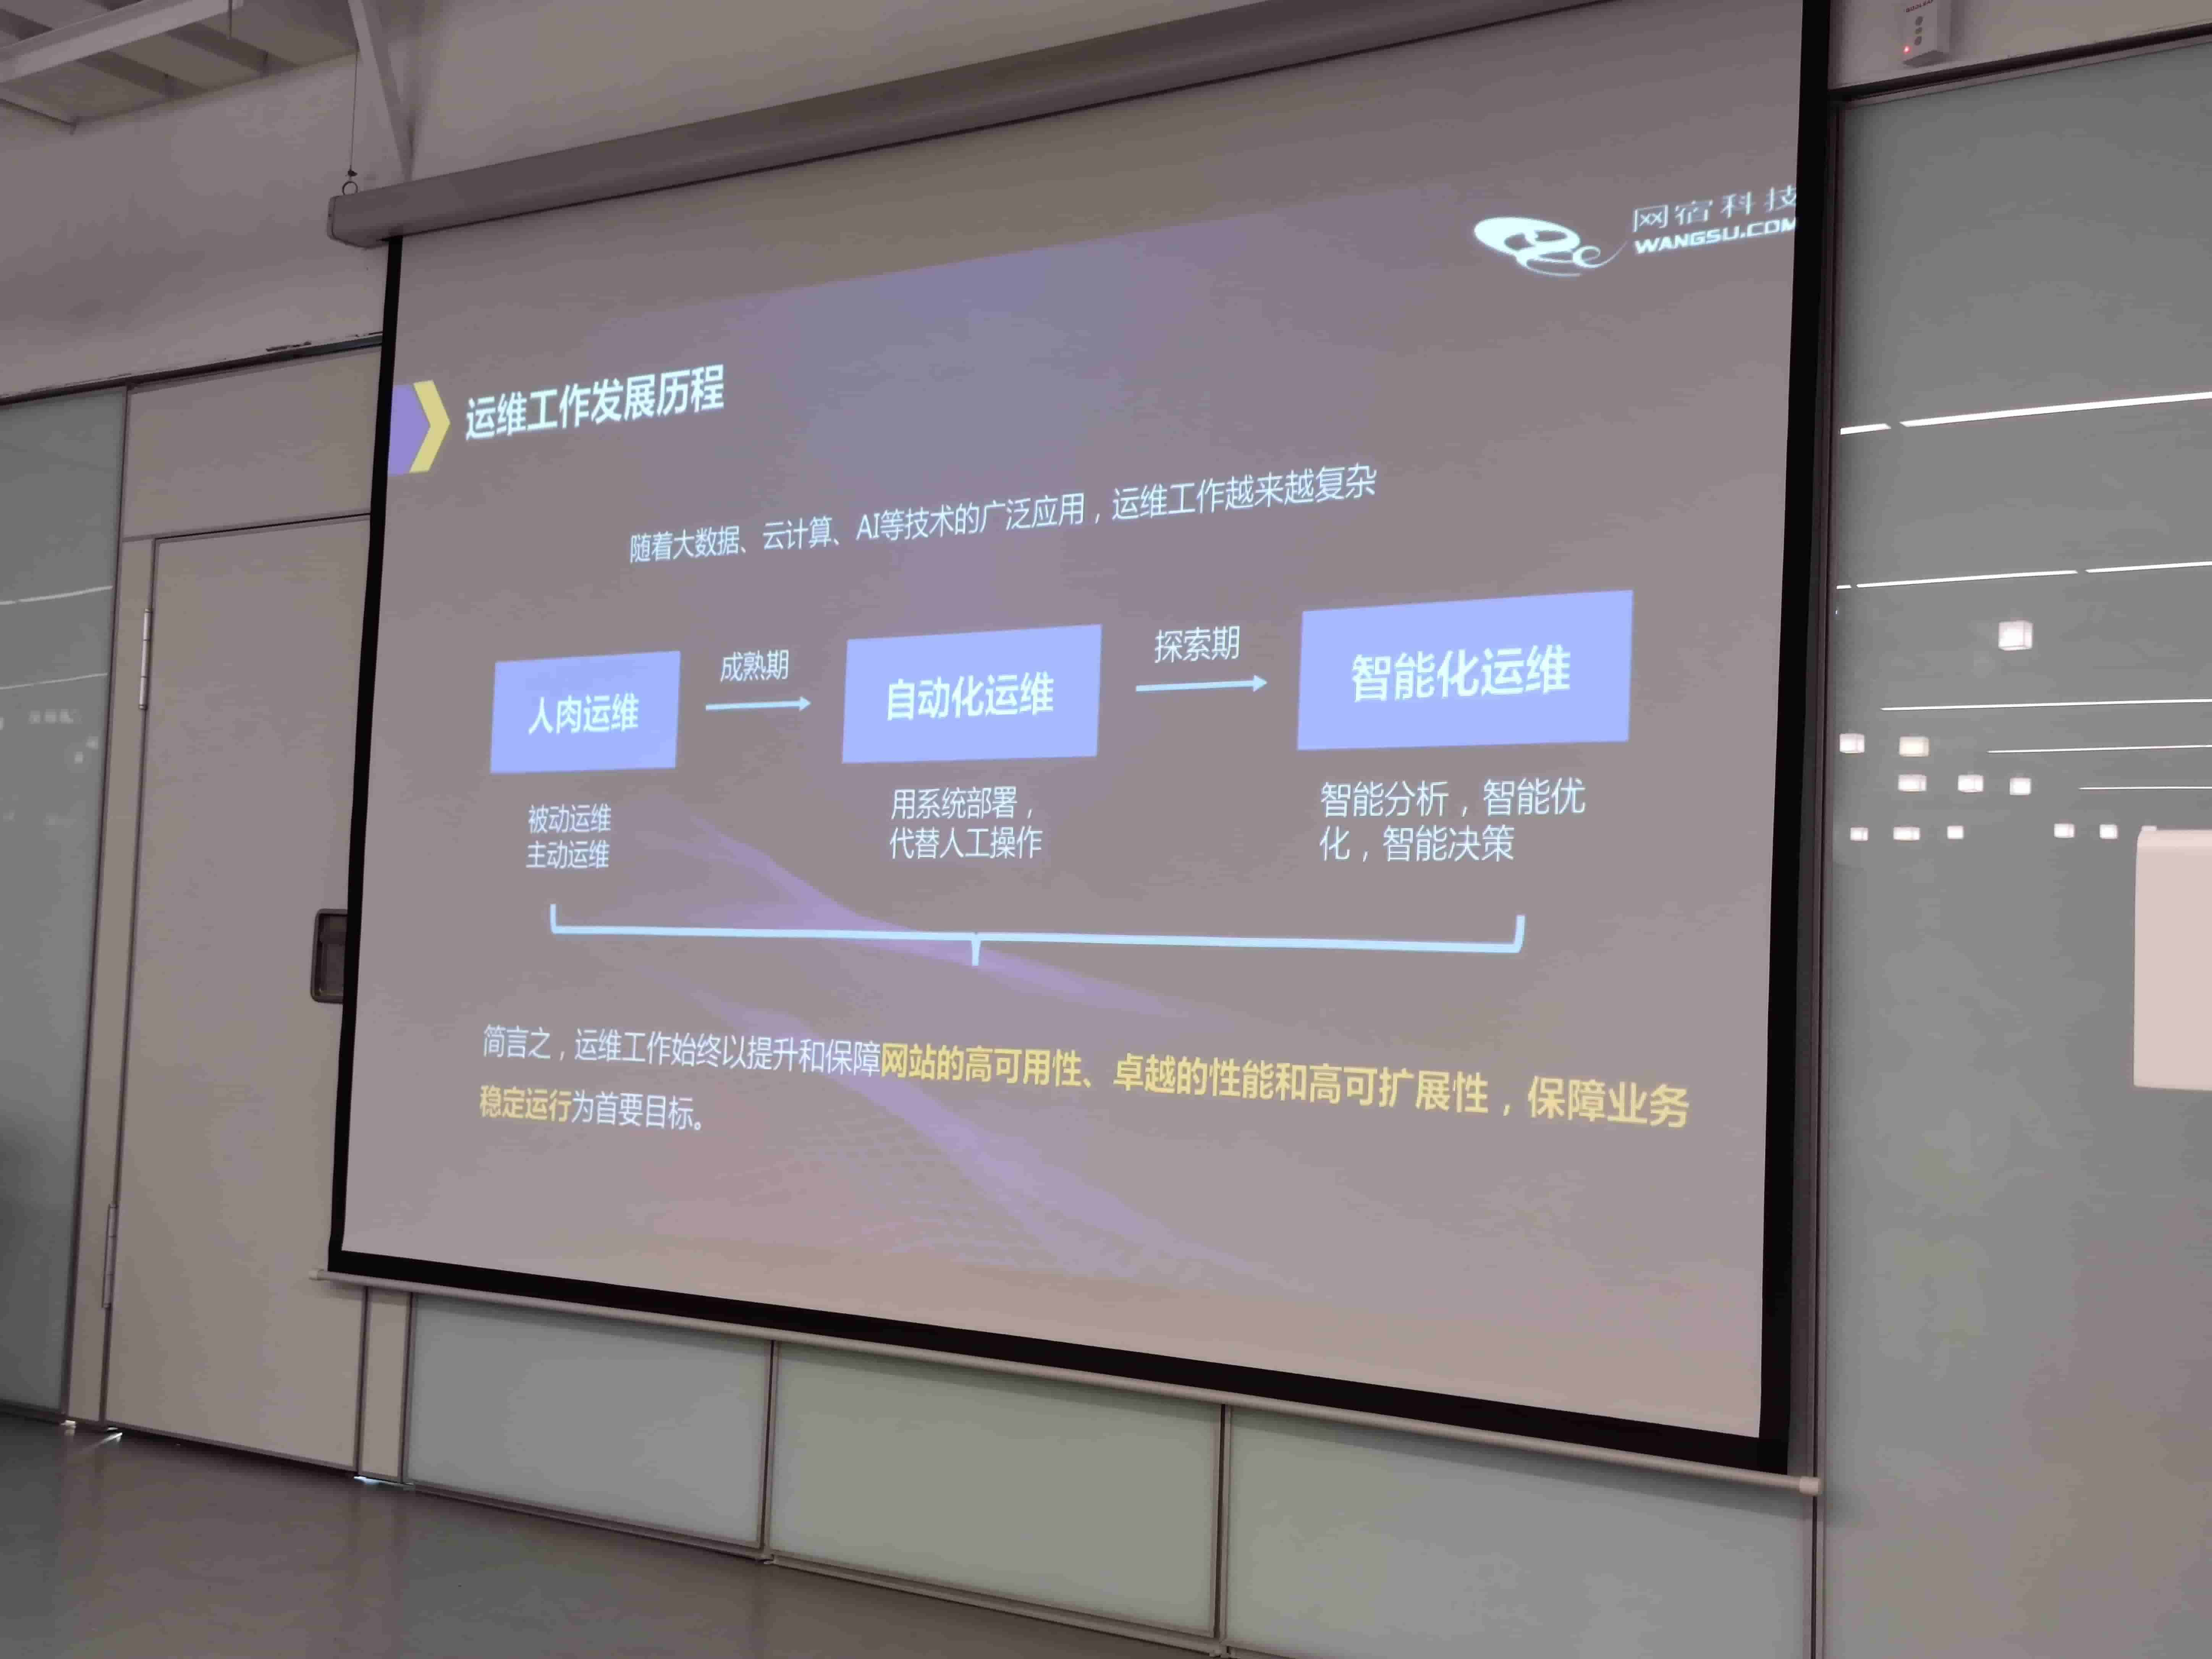 网宿科技
WANGSU.COM
运维工作发展历程
随着大数据、云计算、AI等技术的广泛应用，运维工作越来越复杂
人肉运维
成熟期
自动化运维
探索期
智能化运维
被动运维
主动运维
用系统部署，
代替人工操作
智能分析，智能优
化，智能决策
简言之，运维工作始终以提升和保障网站的高可用性、卓越的性能和高可扩展性，保障业务
稳定运行为首要目标。